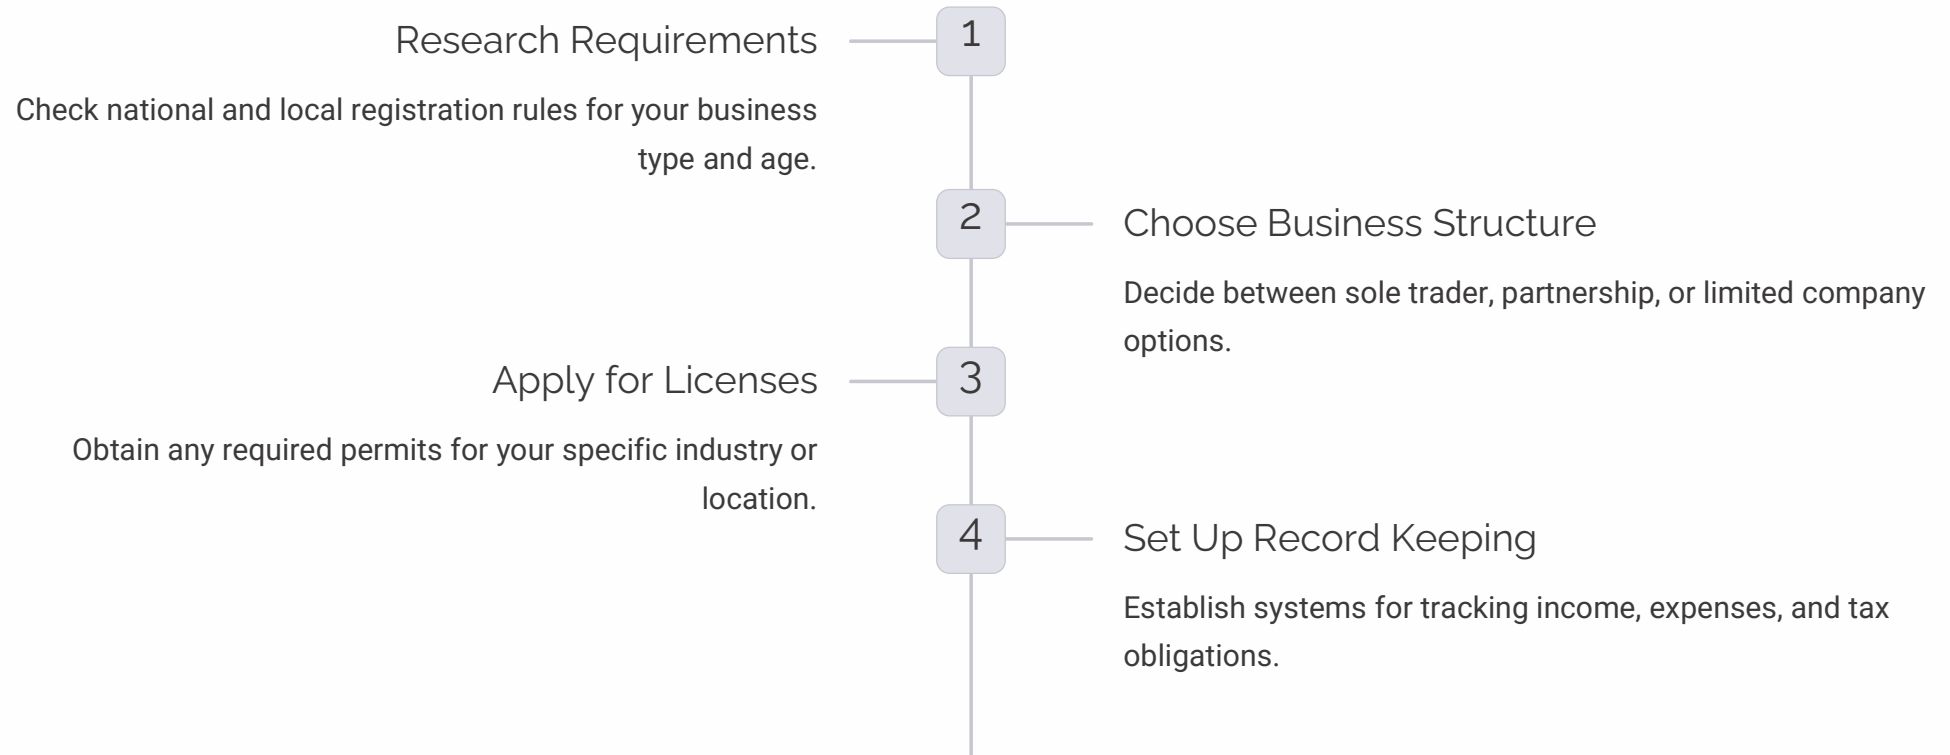 1
Research Requirements
Check national and local registration rules for your business
type and age.
2
Choose Business Structure
Decide between sole trader, partnership, or limited company
options.
3
Apply for Licenses
Obtain any required permits for your specific industry or
location.
4
Set Up Record Keeping
Establish systems for tracking income, expenses, and tax
obligations.